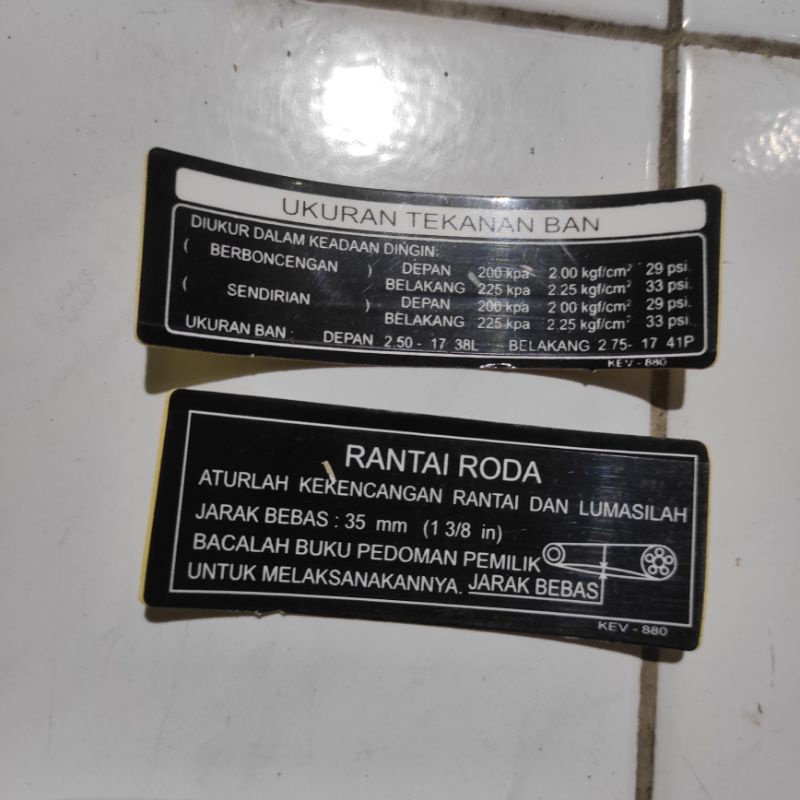 UKURAN TEKANAN BAN
DIUKUR DALAM KEADAAN DINGIN:
( BERBONCENGAN ) DEPAN 200 kpa 2.00 kgf/cm² 29 psi.
BELAKANG 225 kpa 2.25 kgf/cm² 33 psi.
( SENDIRIAN ) DEPAN 200 kpa 2.00 kgf/cm² 29 psi.
BELAKANG 225 kpa 2.25 kgf/cm² 33 psi.
UKURAN BAN : DEPAN 2.50 - 17 38L BELAKANG 2.75- 17 41P
KEV - 880
RANTAI RODA
ATURLAH KEKENCANGAN RANTAI DAN LUMASILAH
JARAK BEBAS : 35 mm (1 3/8 in)
BACALAH BUKU PEDOMAN PEMILIK
UNTUK MELAKSANAKANNYA. JARAK BEBAS
KEV - 880